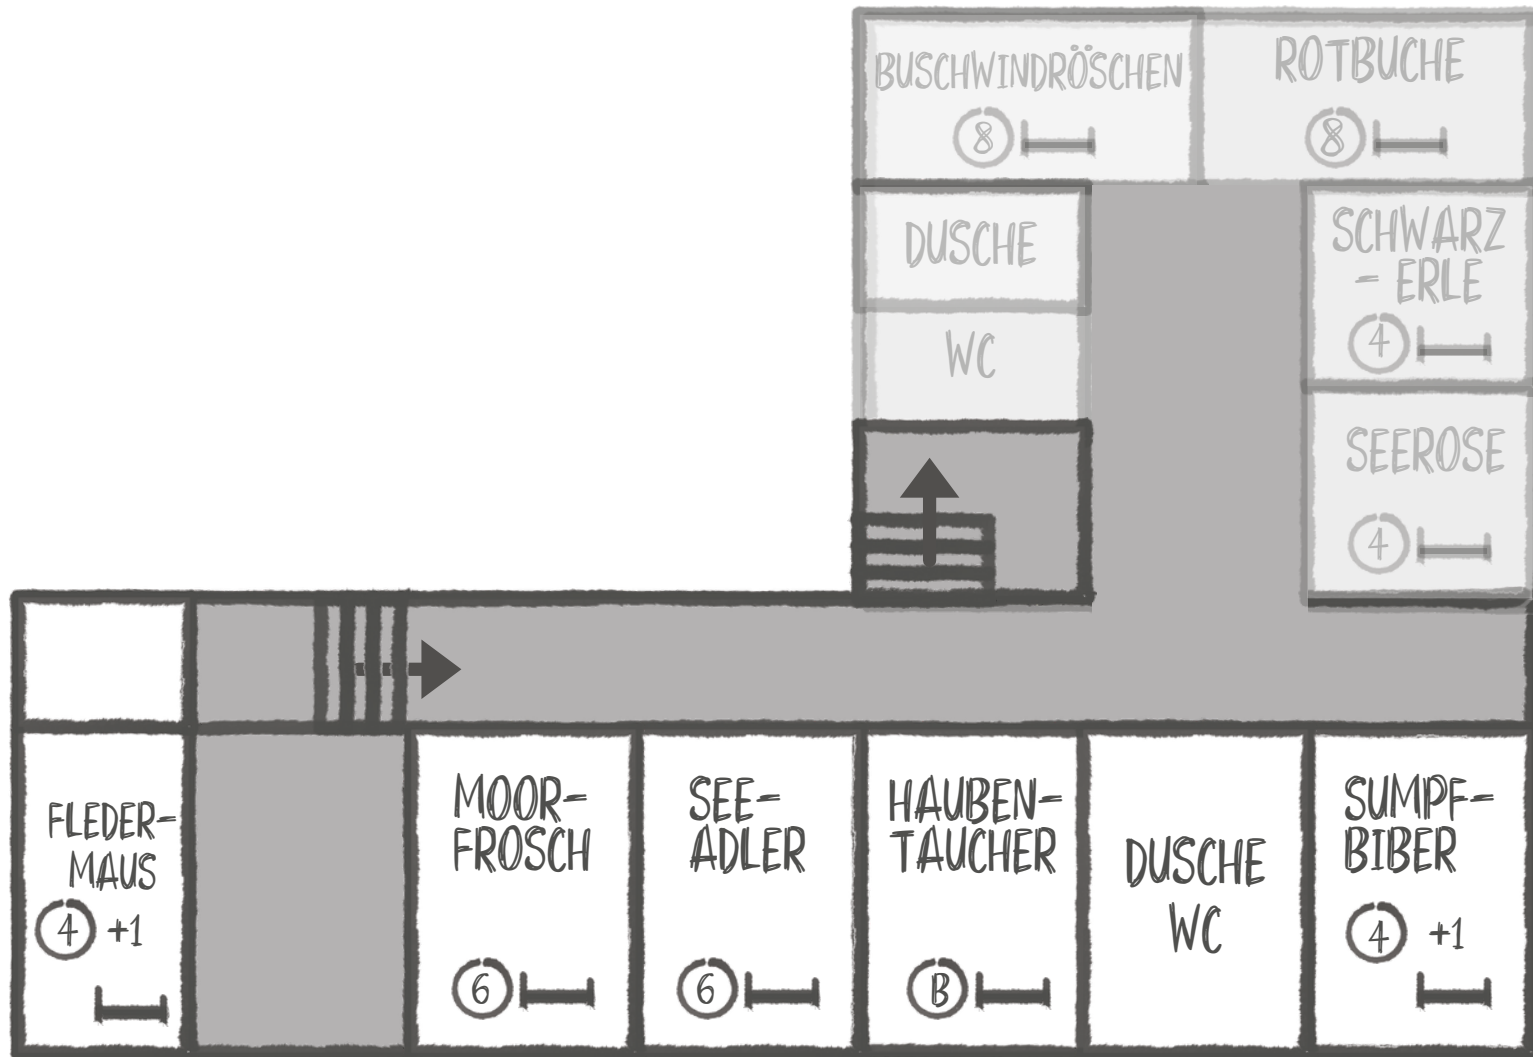 BUSCHWINDRÖSCHEN
8
ROTBUCHE
8
DUSCHE
WC
SCHWARZ
- ERLE
4
SEEROSE
4
FLEDER-
MAUS
4 +1
MOOR-
FROSCH
6
SEE-
ADLER
6
HAUBEN-
TAUCHER
B
DUSCHE
WC
SUMPF-
BIBER
4 +1